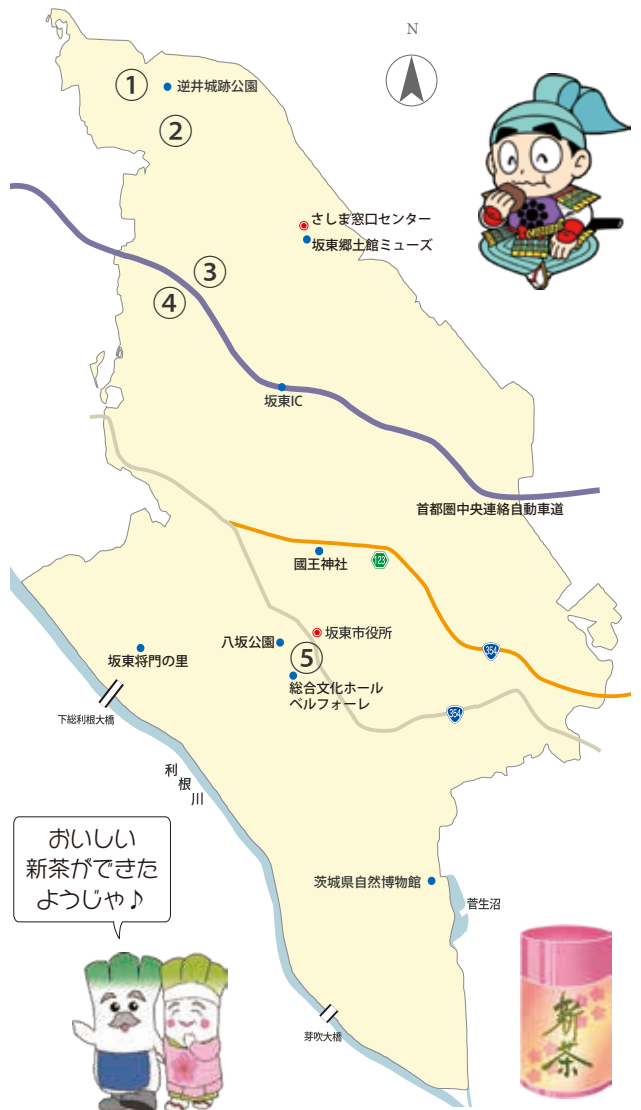 N
①
逆井城跡公園
②
さしま窓口センター
坂東郷土館ミューズ
③
④
坂東IC
首都圏中央連絡自動車道
國王神社
123
坂東市役所
八坂公園
⑤
354
坂東将門の里
総合文化ホール
ベルフォーレ
354
下総利根大橋
利根川
おいしい
新茶ができた
ようじゃ♪
茨城県自然博物館
菅生沼
新茶
芽吹大橋